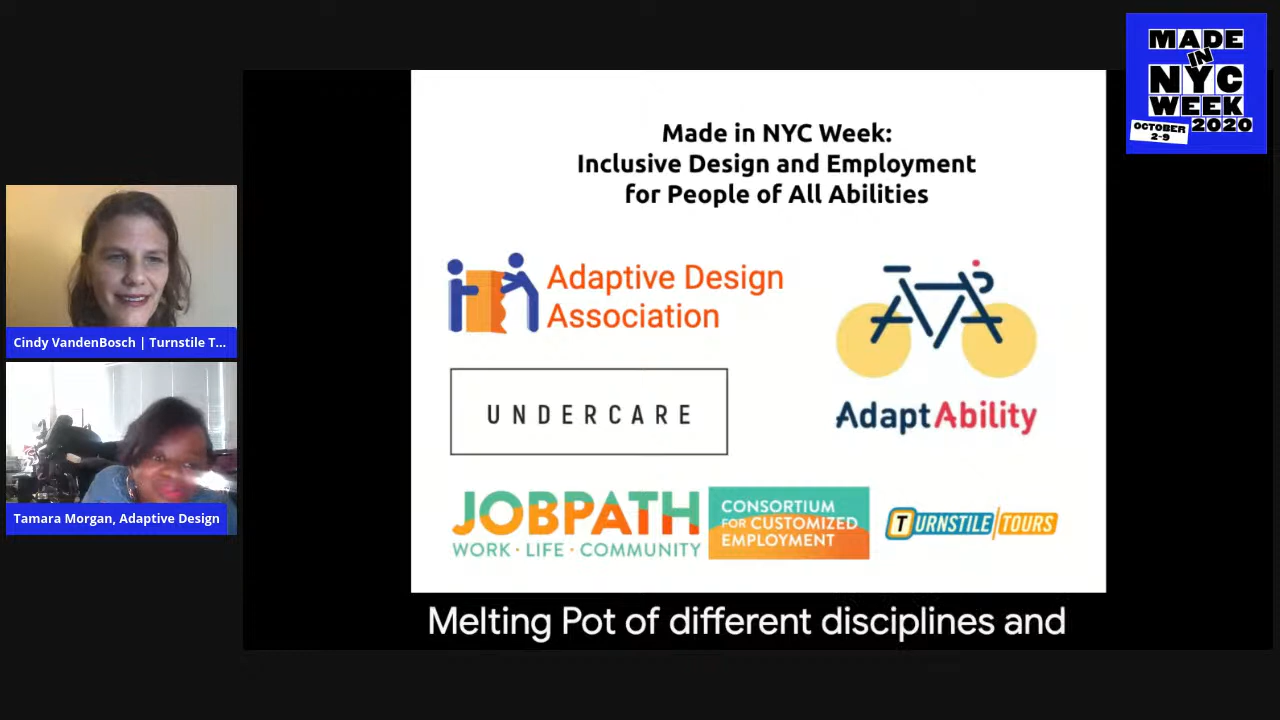 MADE
IN
NYC
WEEK
2020
OCTOBER
2-9
Made in NYC Week:
Inclusive Design and Employment
for People of All Abilities
Adaptive Design
Association
AdaptAbility
UNDERCARE
JOBPATH
WORK · LIFE · COMMUNITY
CONSORTIUM
FOR CUSTOMIZED
EMPLOYMENT
TURNSTILE TOURS
Cindy VandenBosch | Turnstile T...
Tamara Morgan, Adaptive Design
Melting Pot of different disciplines and